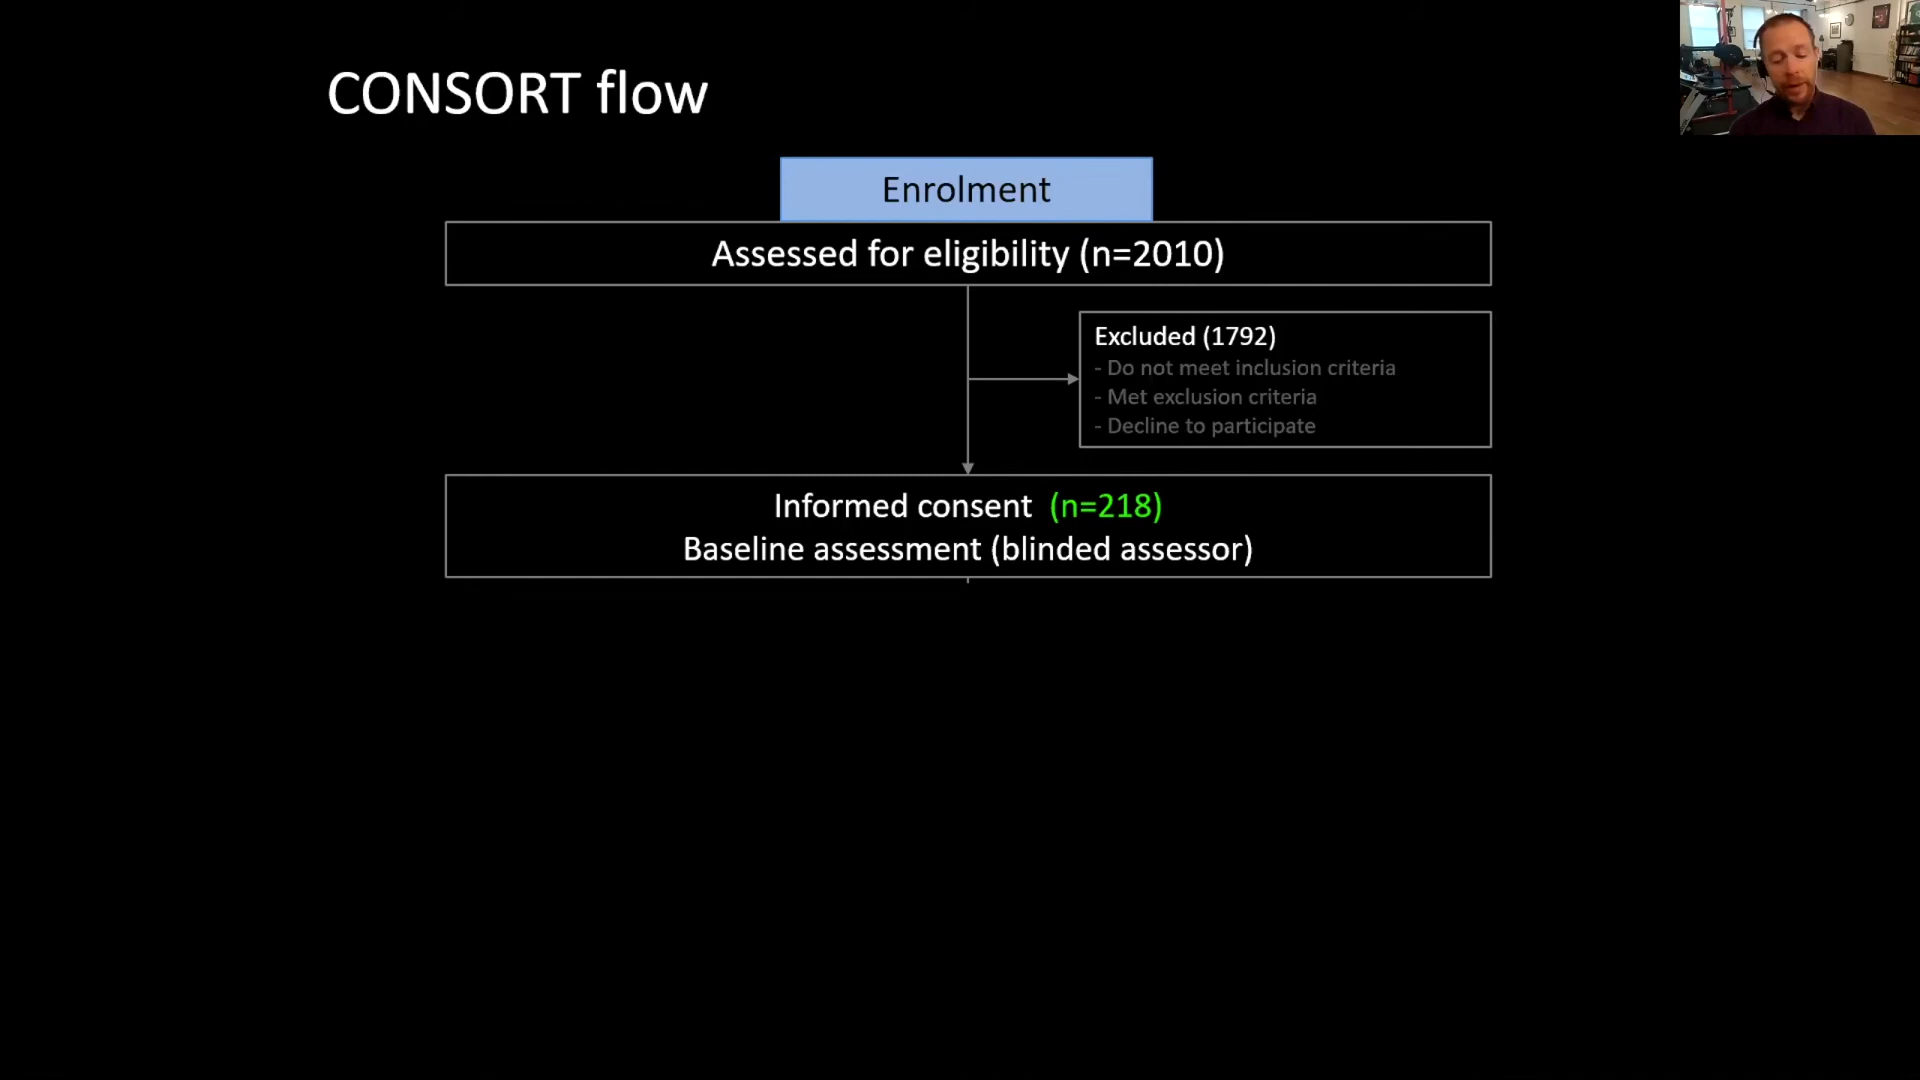 CONSORT flow
Enrolment
Assessed for eligibility (n=2010)
Excluded (1792)
- Do not meet inclusion criteria
- Met exclusion criteria
- Decline to participate
Informed consent (n=218)
Baseline assessment (blinded assessor)